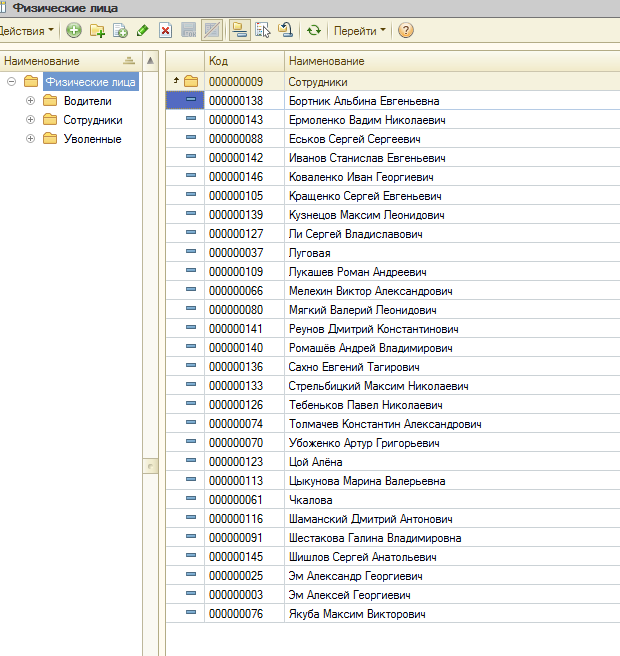 Физические лица
Действия Перейти
Наименование
Физические лица
Водители
Сотрудники
Уволенные
Код Наименование
000000009 Сотрудники
000000138 Бортник Альбина Евгеньевна
000000143 Ермоленко Вадим Николаевич
000000088 Еськов Сергей Сергеевич
000000142 Иванов Станислав Евгеньевич
000000146 Коваленко Иван Георгиевич
000000105 Кращенко Сергей Евгеньевич
000000139 Кузнецов Максим Леонидович
000000127 Ли Сергей Владиславович
000000037 Луговая
000000109 Лукашев Роман Андреевич
000000066 Мелехин Виктор Александрович
000000080 Мягкий Валерий Леонидович
000000141 Реунов Дмитрий Константинович
000000140 Ромашёв Андрей Владимирович
000000136 Сахно Евгений Тагирович
000000133 Стрельбицкий Максим Николаевич
000000126 Тебеньков Павел Николаевич
000000074 Толмачев Константин Александрович
000000070 Убоженко Артур Григорьевич
000000123 Цой Алёна
000000113 Цыкунова Марина Валерьевна
000000061 Чкалова
000000116 Шаманский Дмитрий Антонович
000000091 Шестакова Галина Владимировна
000000145 Шишлов Сергей Анатольевич
000000025 Эм Александр Георгиевич
000000003 Эм Алексей Георгиевич
000000076 Якуба Максим Викторович